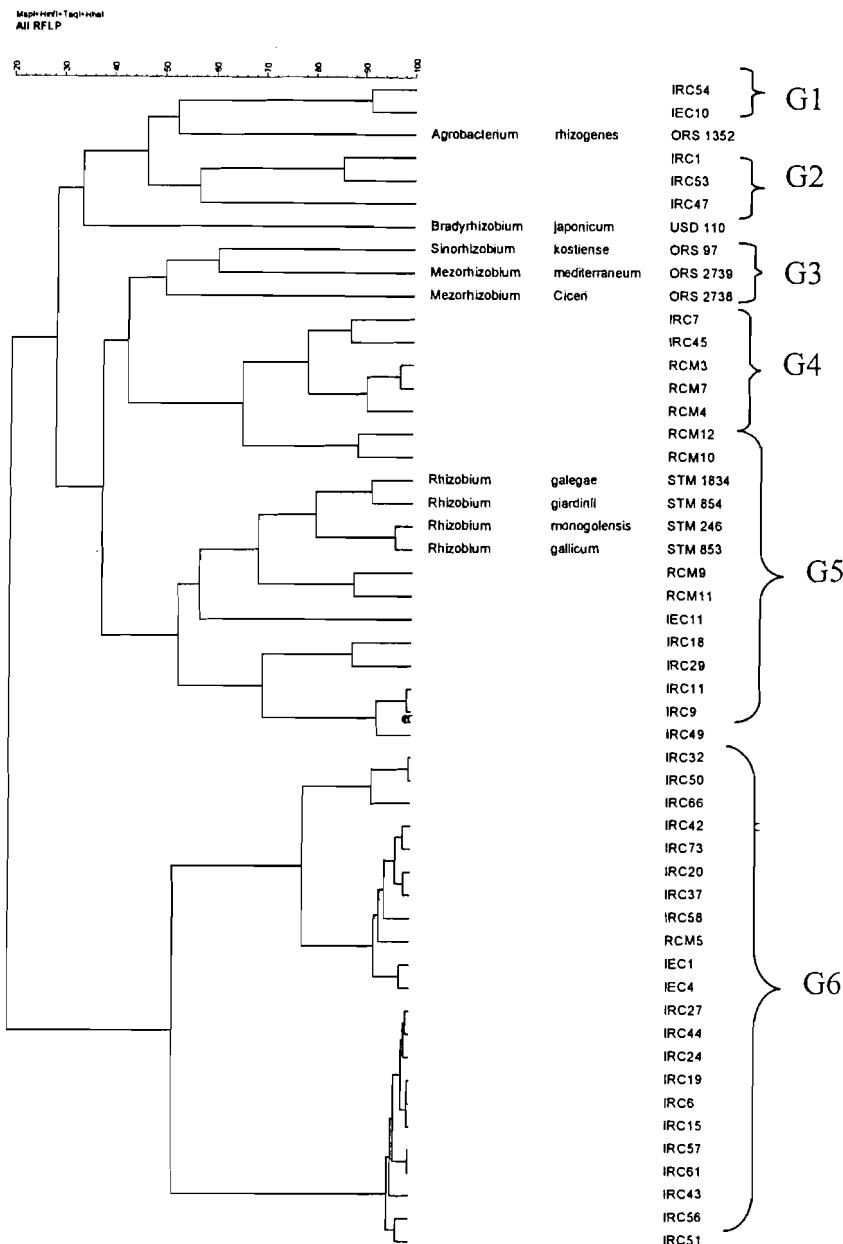 MspI+HinfI+TaqI+HhaI
All RFLP
-20 -30 -40 -50 -60 -70 -80 -90 -100
IRC54
G1
IEC10
Agrobacterium rhizogenes ORS 1352
IRC1
G2
IRC53
IRC47
Bradyrhizobium japonicum USD 110
Sinorhizobium kostiense ORS 97
G3
Mezorhizobium mediterraneum ORS 2739
Mezorhizobium Ciceri ORS 2738
IRC7
IRC45
G4
RCM3
RCM7
RCM4
RCM12
RCM10
Rhizobium galegae STM 1834
Rhizobium giardinii STM 854
Rhizobium monogolensis STM 246
Rhizobium gallicum STM 853
G5
RCM9
RCM11
IEC11
IRC18
IRC29
IRC11
IRC9
IRC49
IRC32
IRC50
IRC66
IRC42
IRC73
IRC20
IRC37
IRC58
RCM5
IEC1
G6
IEC4
IRC27
IRC44
IRC24
IRC19
IRC6
IRC15
IRC57
IRC61
IRC43
IRC56
IRC51